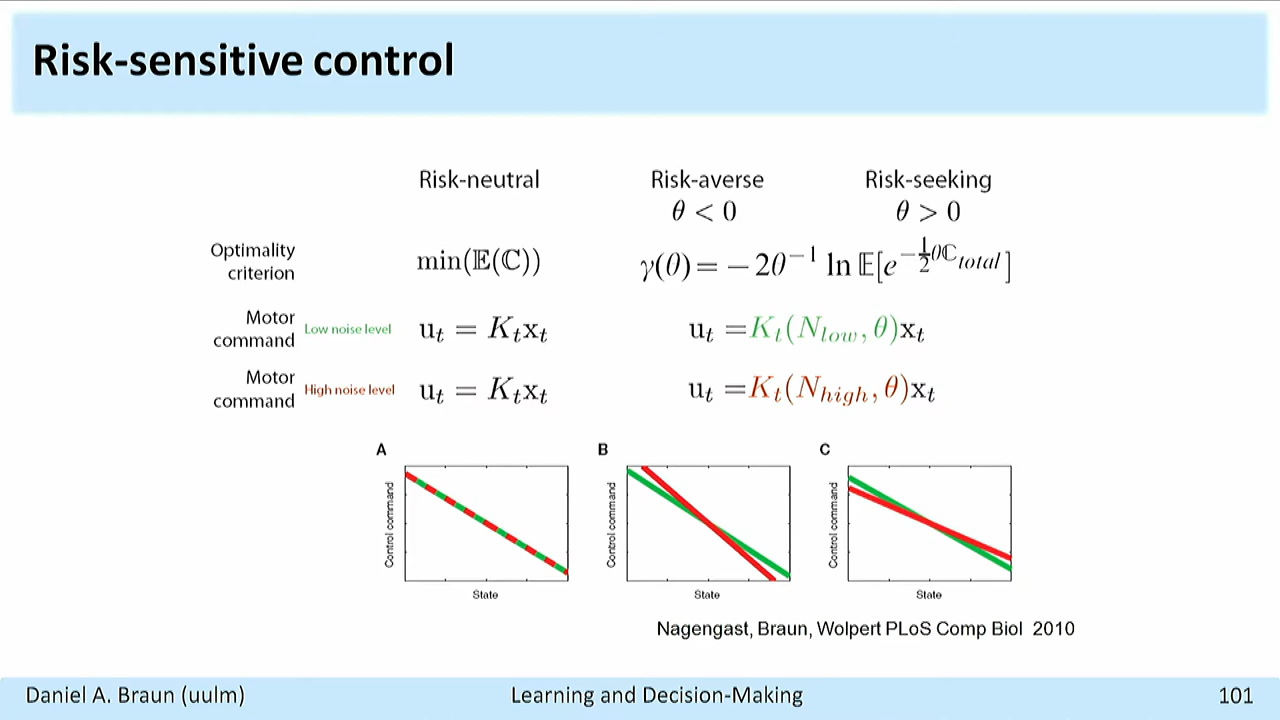 Risk-sensitive control
Risk-neutral Risk-averse Risk-seeking
θ < 0 θ > 0
Optimality
criterion
min(𝔼(ℂ)) γ(θ) = −2θ⁻¹ ln 𝔼[e^{−½θℂ_total}]
Motor
command Low noise level u_t = K_t x_t u_t = K_t(N_low, θ)x_t
Motor
command High noise level u_t = K_t x_t u_t = K_t(N_high, θ)x_t
A B C
Control command Control command Control command
State State State
Nagengast, Braun, Wolpert PLoS Comp Biol 2010
Daniel A. Braun (uulm) Learning and Decision-Making 101